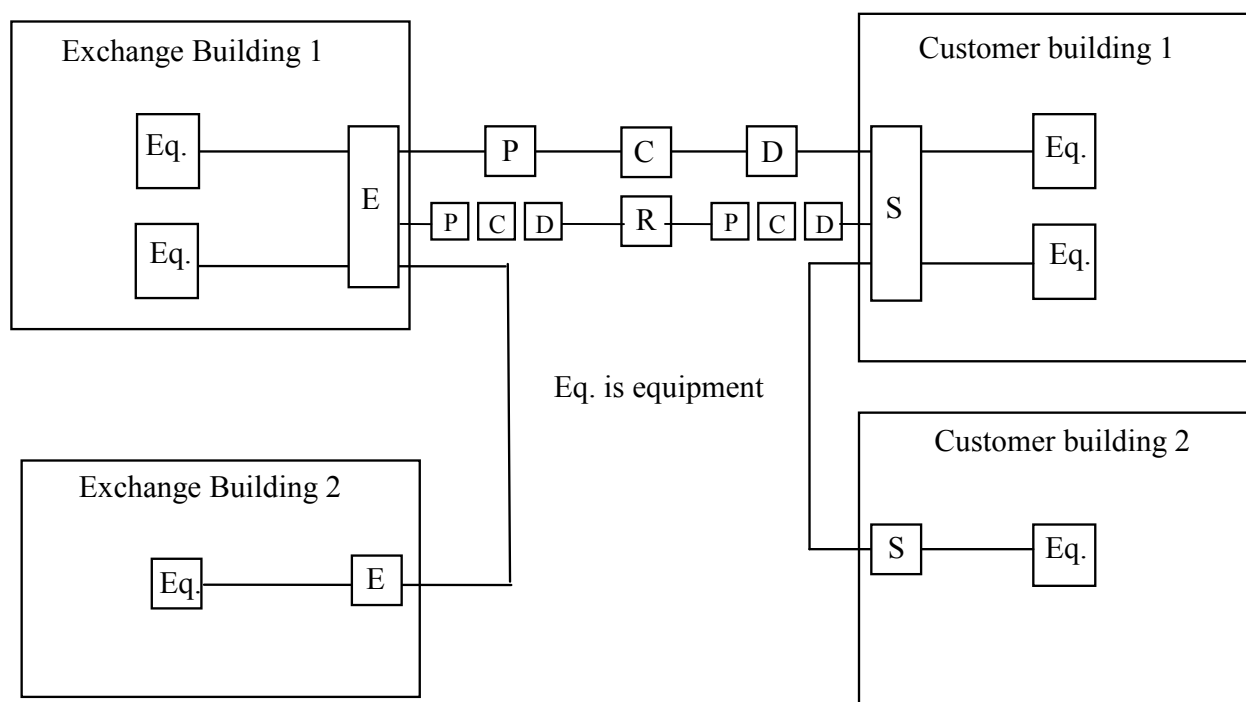 Exchange Building 1
Customer building 1
Eq.
P
C
D
Eq.
E
S
P
C
D
R
P
C
D
Eq.
Eq.
Eq. is equipment
Customer building 2
Exchange Building 2
Eq.
E
S
Eq.